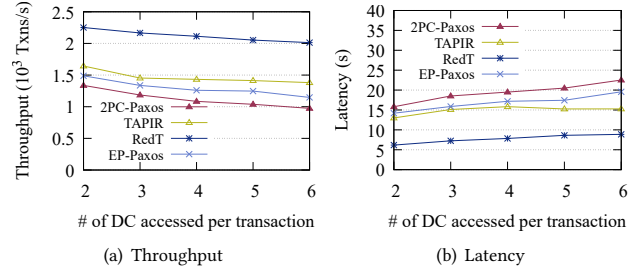 Throughput (10³ Txns/s)
2.5
2
1.5
1
0.5
0
2PC-Paxos
TAPIR
RedT
EP-Paxos
2 3 4 5 6
# of DC accessed per transaction
(a) Throughput
Latency (s)
40
35
30
25
20
15
10
5
0
2PC-Paxos
TAPIR
RedT
EP-Paxos
2 3 4 5 6
# of DC accessed per transaction
(b) Latency